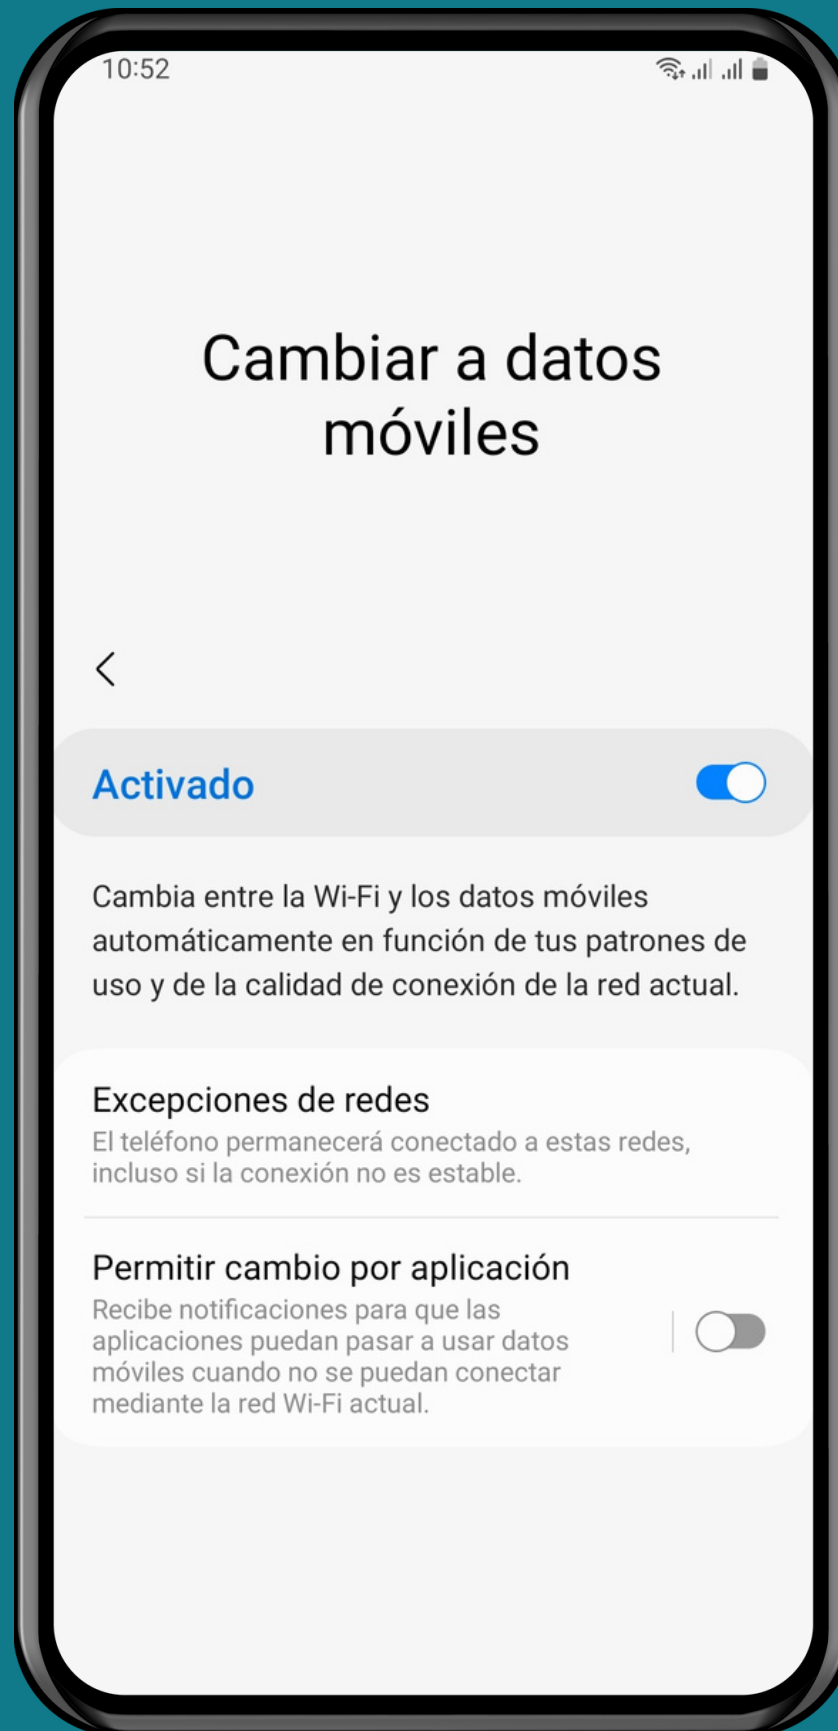 10:52
Cambiar a datos
móviles
Activado
Cambia entre la Wi-Fi y los datos móviles
automáticamente en función de tus patrones de
uso y de la calidad de conexión de la red actual.
Excepciones de redes
El teléfono permanecerá conectado a estas redes,
incluso si la conexión no es estable.
Permitir cambio por aplicación
Recibe notificaciones para que las
aplicaciones puedan pasar a usar datos
móviles cuando no se puedan conectar
mediante la red Wi-Fi actual.